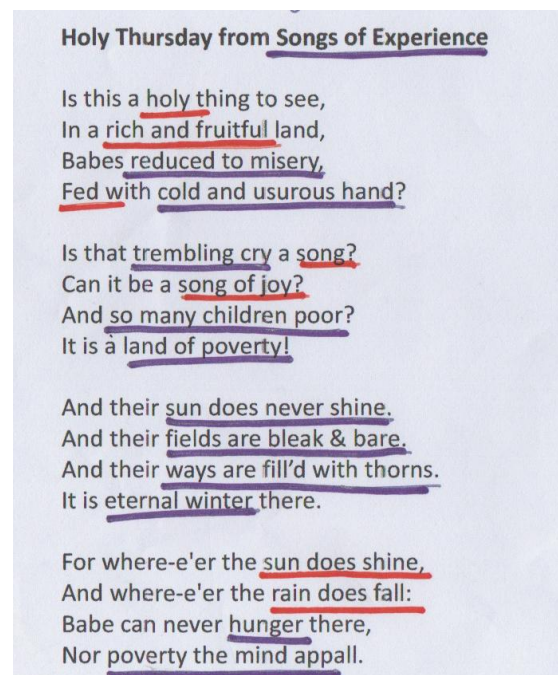 Holy Thursday from Songs of Experience
Is this a holy thing to see,
In a rich and fruitful land,
Babes reduced to misery,
Fed with cold and usurous hand?
Is that trembling cry a song?
Can it be a song of joy?
And so many children poor?
It is a land of poverty!
And their sun does never shine.
And their fields are bleak & bare.
And their ways are fill'd with thorns.
It is eternal winter there.
For where-e'er the sun does shine,
And where-e'er the rain does fall:
Babe can never hunger there,
Nor poverty the mind appall.